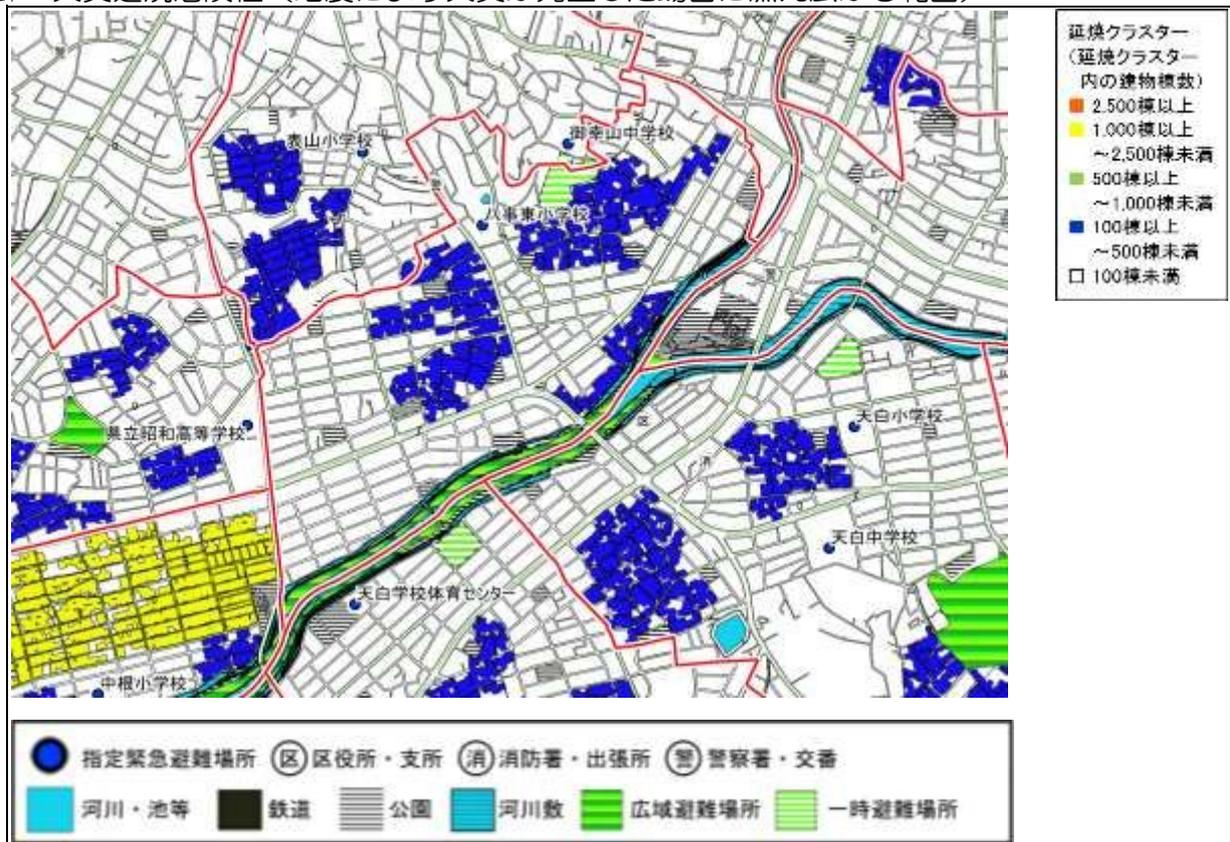 延焼クラスター
(延焼クラスター
内の建物棟数)
2,500棟以上
1,000棟以上
～2,500棟未満
500棟以上
～1,000棟未満
100棟以上
～500棟未満
100棟未満
表山小学校
御幸山中学校
八事東小学校
県立昭和高等学校
天白小学校
区
消
天白中学校
天白学校体育センター
中根小学校
指定緊急避難場所 区 区役所・支所 消 消防署・出張所 警 警察署・交番
河川・池等 鉄道 公園 河川敷 広域避難場所 一時避難場所